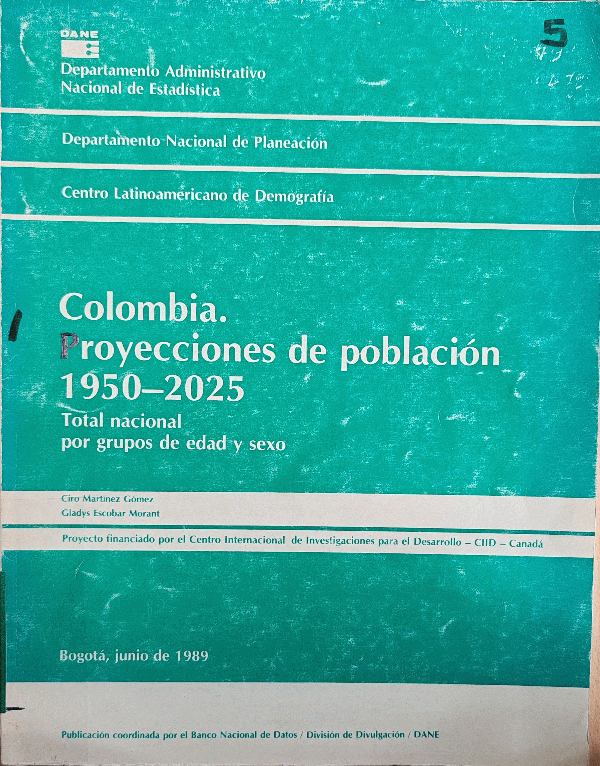 DANE
5
Departamento Administrativo
Nacional de Estadística
Departamento Nacional de Planeación
Centro Latinoamericano de Demografía
Colombia.
Proyecciones de población
1950–2025
Total nacional
por grupos de edad y sexo
Ciro Martínez Gómez
Gladys Escobar Morant
Proyecto financiado por el Centro Internacional de Investigaciones para el Desarrollo – CIID – Canadá
Bogotá, junio de 1989
Publicación coordinada por el Banco Nacional de Datos / División de Divulgación / DANE